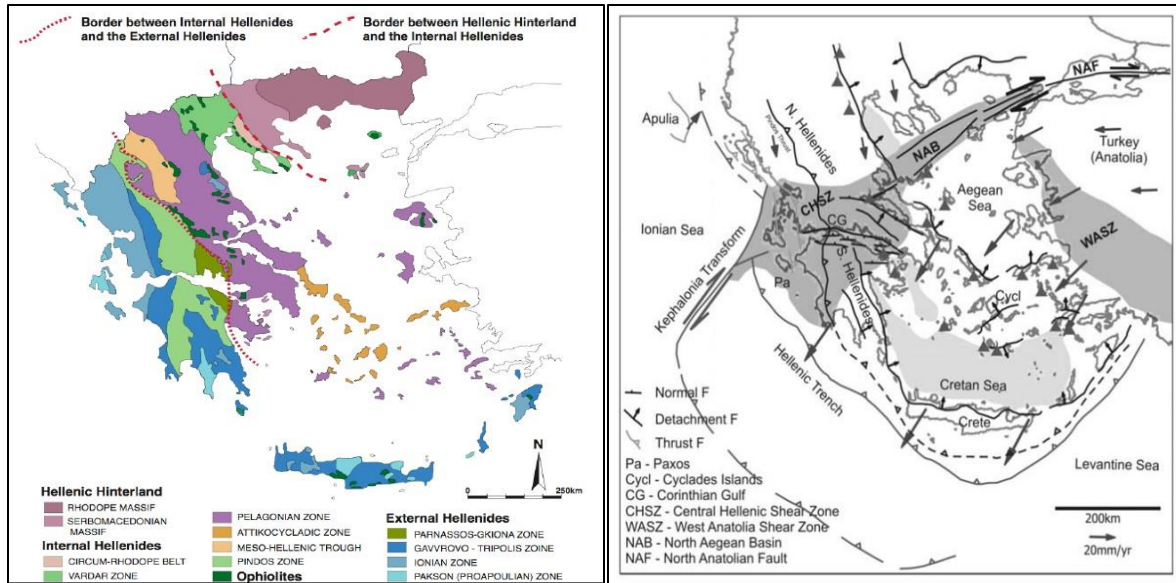 Border between Internal Hellenides
and the External Hellenides
Border between Hellenic Hinterland
and the Internal Hellenides
N
0
250km
Hellenic Hinterland
RHODOPE MASSIF
SERBOMACEDONIAN
MASSIF
Internal Hellenides
CIRCUM-RHODOPE BELT
VARDAR ZONE
PELAGONIAN ZONE
ATTIKOCYCLADIC ZONE
MESO-HELLENIC TROUGH
PINDOS ZONE
Ophiolites
External Hellenides
PARNASSOS-GKIONA ZONE
GAVVROVO - TRIPOLIS ZOINE
IONIAN ZONE
PAKSON (PROAPOULIAN) ZONE
NAF
Apulia
N. Hellenides
Pindos Thrust
NAB
Turkey
(Anatolia)
Aegean
Sea
CHSZ
CG
Ionian Sea
WASZ
Kephalonia Transform
Pa
S. Hellenides
Cycl
Hellenic Trench
Cretan Sea
Crete
Levantine Sea
Normal F
Detachment F
Thrust F
Pa - Paxos
Cycl - Cyclades Islands
CG - Corinthian Gulf
CHSZ - Central Hellenic Shear Zone
WASZ - West Anatolia Shear Zone
NAB - North Aegean Basin
NAF - North Anatolian Fault
200km
20mm/yr